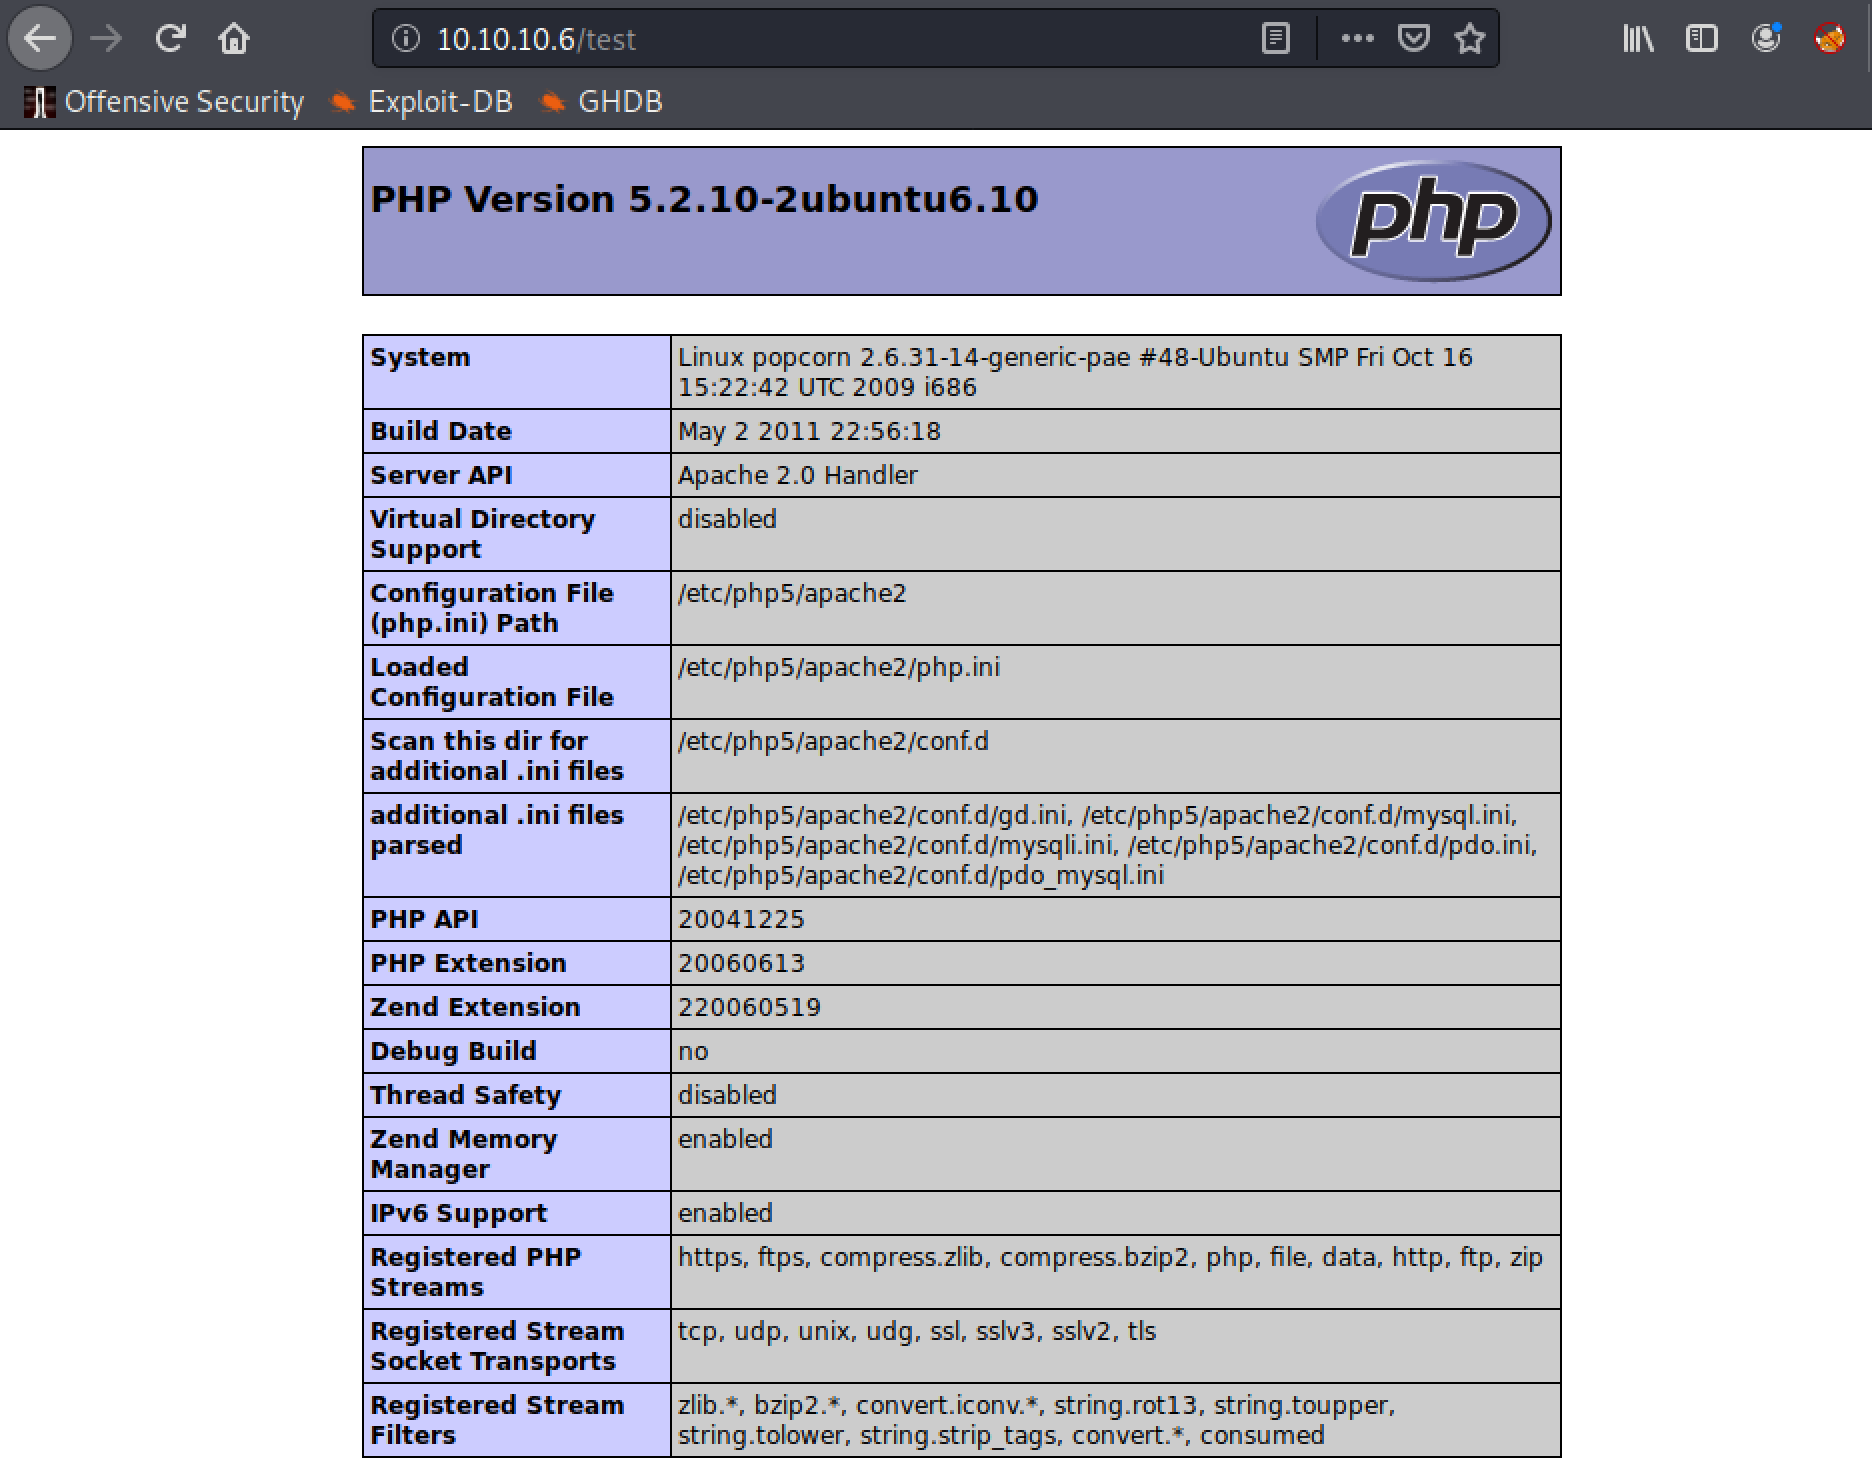 10.10.10.6/test
Offensive Security Exploit-DB GHDB
PHP Version 5.2.10-2ubuntu6.10
php
System Linux popcorn 2.6.31-14-generic-pae #48-Ubuntu SMP Fri Oct 16
15:22:42 UTC 2009 i686
Build Date May 2 2011 22:56:18
Server API Apache 2.0 Handler
Virtual Directory disabled
Support
Configuration File /etc/php5/apache2
(php.ini) Path
Loaded /etc/php5/apache2/php.ini
Configuration File
Scan this dir for /etc/php5/apache2/conf.d
additional .ini files
additional .ini files /etc/php5/apache2/conf.d/gd.ini, /etc/php5/apache2/conf.d/mysql.ini,
parsed /etc/php5/apache2/conf.d/mysqli.ini, /etc/php5/apache2/conf.d/pdo.ini,
/etc/php5/apache2/conf.d/pdo_mysql.ini
PHP API 20041225
PHP Extension 20060613
Zend Extension 220060519
Debug Build no
Thread Safety disabled
Zend Memory enabled
Manager
IPv6 Support enabled
Registered PHP https, ftps, compress.zlib, compress.bzip2, php, file, data, http, ftp, zip
Streams
Registered Stream tcp, udp, unix, udg, ssl, sslv3, sslv2, tls
Socket Transports
Registered Stream zlib.*, bzip2.*, convert.iconv.*, string.rot13, string.toupper,
Filters string.tolower, string.strip_tags, convert.*, consumed